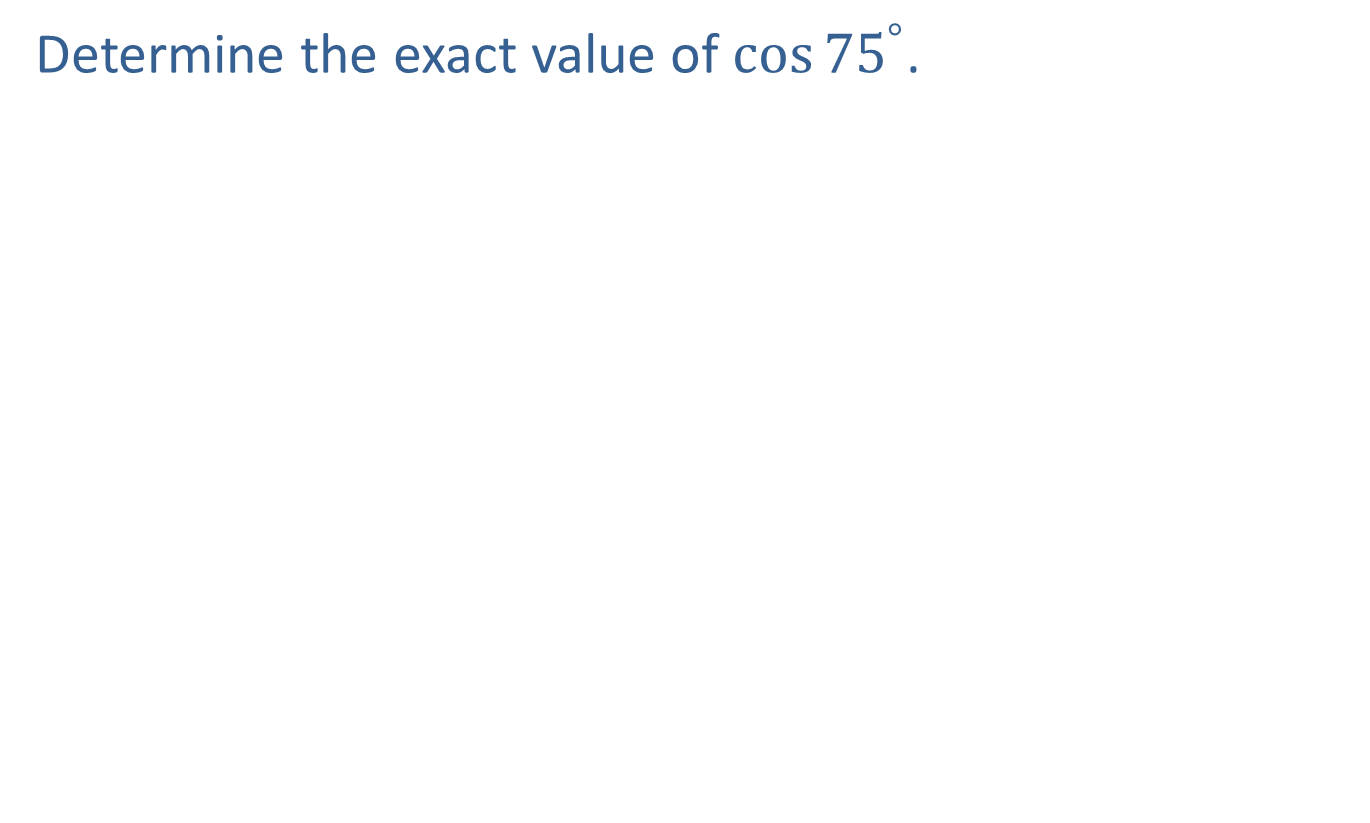 Determine the exact value of cos 75°.